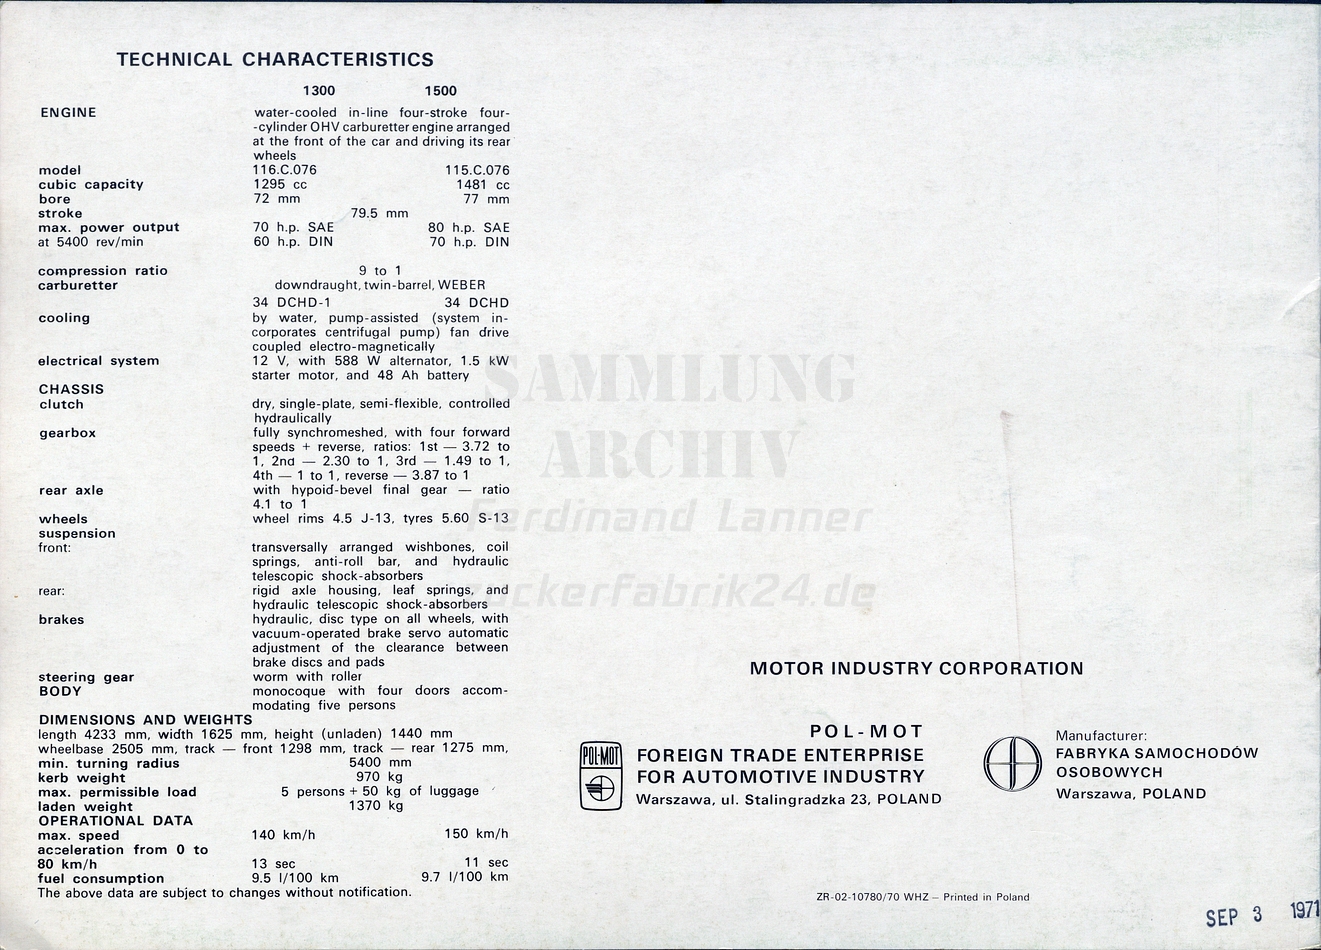 TECHNICAL CHARACTERISTICS
1300 1500
ENGINE water-cooled in-line four-stroke four-
-cylinder OHV carburetter engine arranged
at the front of the car and driving its rear
wheels
model 116.C.076 115.C.076
cubic capacity 1295 cc 1481 cc
bore 72 mm 77 mm
stroke 79.5 mm
max. power output 70 h.p. SAE 80 h.p. SAE
at 5400 rev/min 60 h.p. DIN 70 h.p. DIN
compression ratio 9 to 1
carburetter downdraught, twin-barrel, WEBER
34 DCHD-1 34 DCHD
cooling by water, pump-assisted (system in-
corporates centrifugal pump) fan drive
coupled electro-magnetically
electrical system 12 V, with 588 W alternator, 1.5 kW
starter motor, and 48 Ah battery
CHASSIS
clutch dry, single-plate, semi-flexible, controlled
hydraulically
gearbox fully synchromeshed, with four forward
speeds + reverse, ratios: 1st — 3.72 to
1, 2nd — 2.30 to 1, 3rd — 1.49 to 1,
4th — 1 to 1, reverse — 3.87 to 1
rear axle with hypoid-bevel final gear — ratio
4.1 to 1
wheels wheel rims 4.5 J-13, tyres 5.60 S-13
suspension
front: transversally arranged wishbones, coil
springs, anti-roll bar, and hydraulic
telescopic shock-absorbers
rear: rigid axle housing, leaf springs, and
hydraulic telescopic shock-absorbers
brakes hydraulic, disc type on all wheels, with
vacuum-operated brake servo automatic
adjustment of the clearance between
brake discs and pads
steering gear worm with roller
BODY monocoque with four doors accom-
modating five persons
DIMENSIONS AND WEIGHTS
length 4233 mm, width 1625 mm, height (unladen) 1440 mm
wheelbase 2505 mm, track — front 1298 mm, track — rear 1275 mm,
min. turning radius 5400 mm
kerb weight 970 kg
max. permissible load 5 persons + 50 kg of luggage
laden weight 1370 kg
OPERATIONAL DATA
max. speed 140 km/h 150 km/h
acceleration from 0 to
80 km/h 13 sec 11 sec
fuel consumption 9.5 l/100 km 9.7 l/100 km
The above data are subject to changes without notification.
SAMMLUNG
ARCHIV
Ferdinand Lanner
zuckerfabrik24.de
MOTOR INDUSTRY CORPORATION
POL-MOT
POL-MOT
FOREIGN TRADE ENTERPRISE
FOR AUTOMOTIVE INDUSTRY
Warszawa, ul. Stalingradzka 23, POLAND
Manufacturer:
FABRYKA SAMOCHODÓW
OSOBOWYCH
Warszawa, POLAND
ZR-02-10780/70 WHZ – Printed in Poland
SEP 3 1971